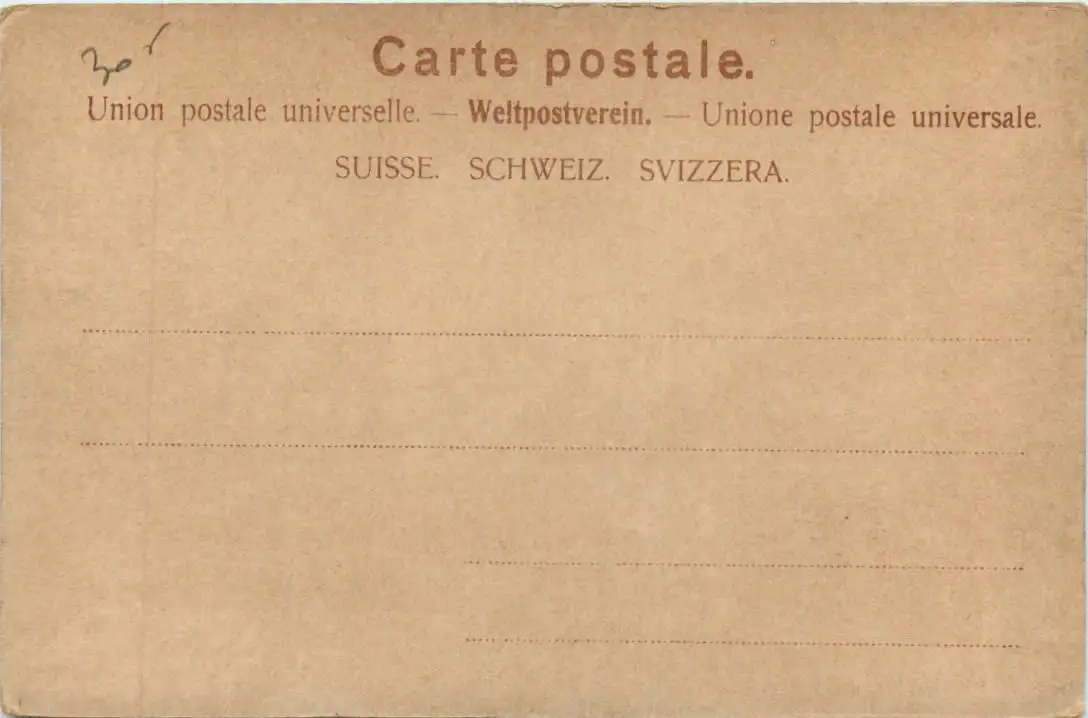 Carte postale.
Union postale universelle. — Weltpostverein. — Unione postale universale.
SUISSE. SCHWEIZ. SVIZZERA.